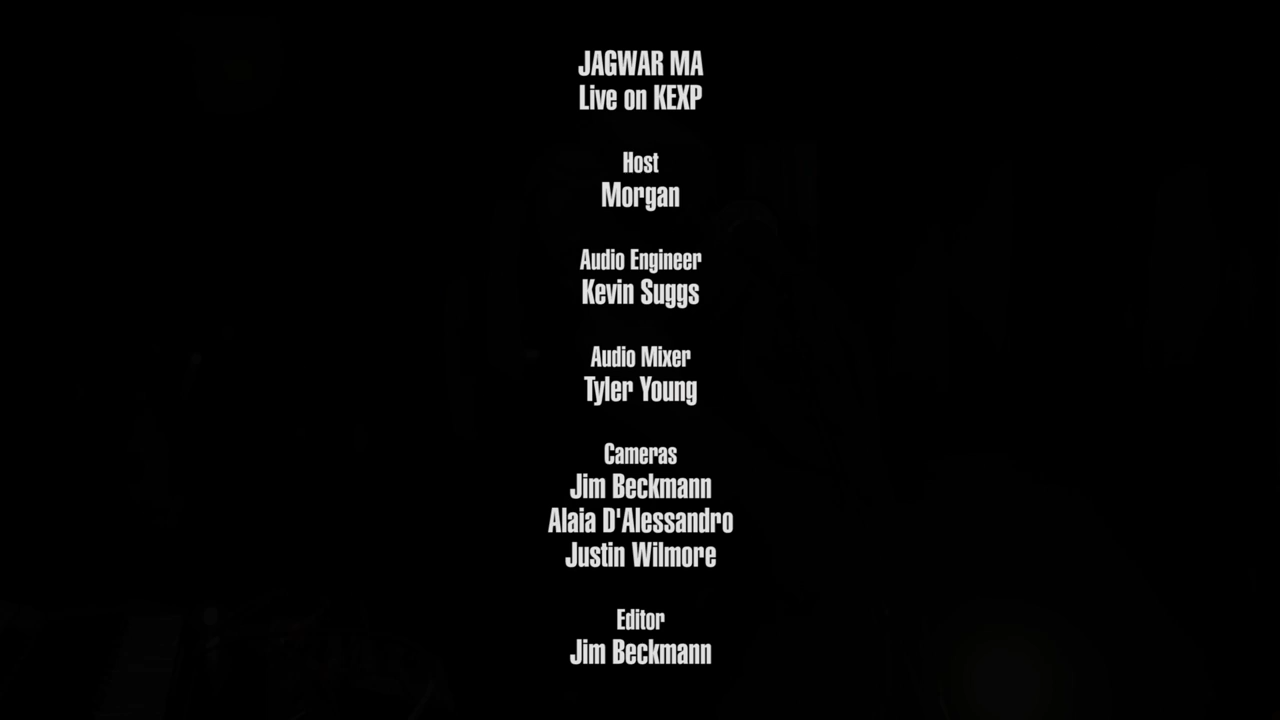 JAGWAR MA
Live on KEXP
Host
Morgan
Audio Engineer
Kevin Suggs
Audio Mixer
Tyler Young
Cameras
Jim Beckmann
Alaia D'Alessandro
Justin Wilmore
Editor
Jim Beckmann